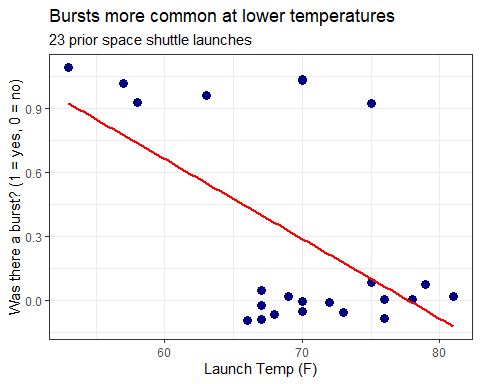 Bursts more common at lower temperatures
23 prior space shuttle launches
Was there a burst? (1 = yes, 0 = no)
0.9
0.6
0.3
0.0
60
70
80
Launch Temp (F)